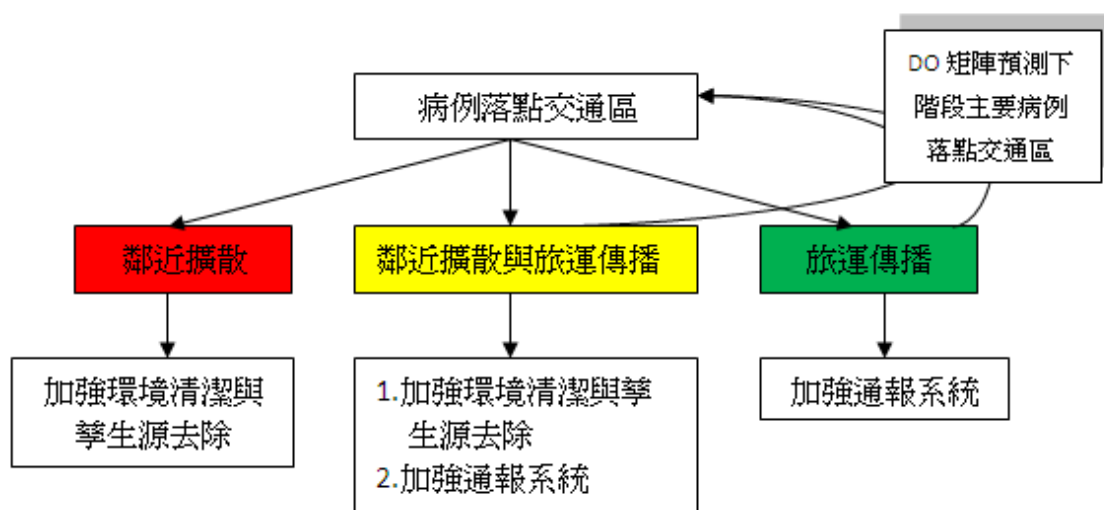 DO 矩陣預測下
階段主要病例
落點交通區
病例落點交通區
鄰近擴散
鄰近擴散與旅運傳播
旅運傳播
加強環境清潔與
孳生源去除
1.加強環境清潔與孳
生源去除
2.加強通報系統
加強通報系統